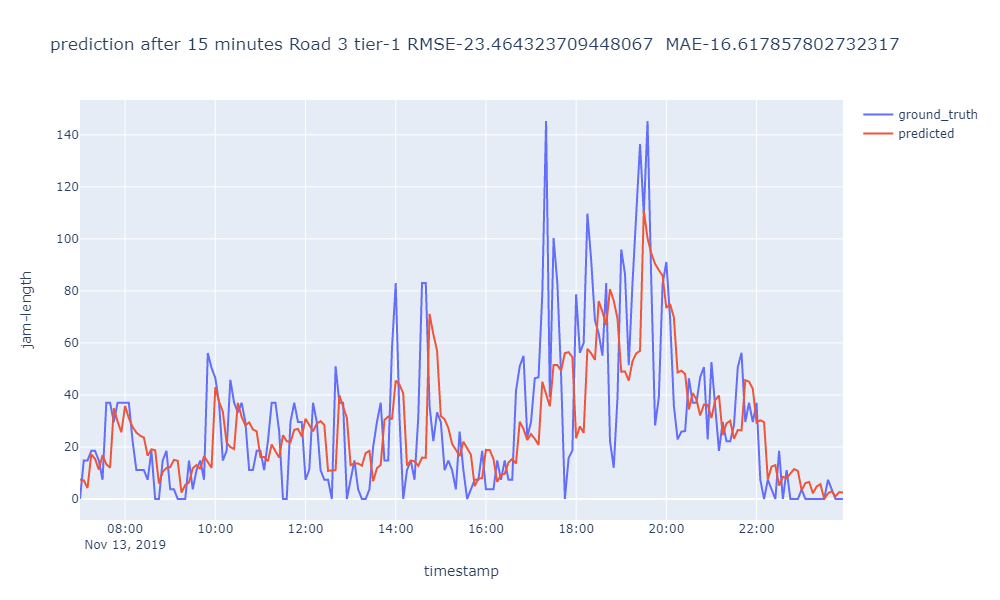 prediction after 15 minutes Road 3 tier-1 RMSE-23.464323709448067  MAE-16.617857802732317
ground_truth
predicted
140
120
100
80
60
40
20
0
jam-length
08:00 10:00 12:00 14:00 16:00 18:00 20:00 22:00
Nov 13, 2019
timestamp